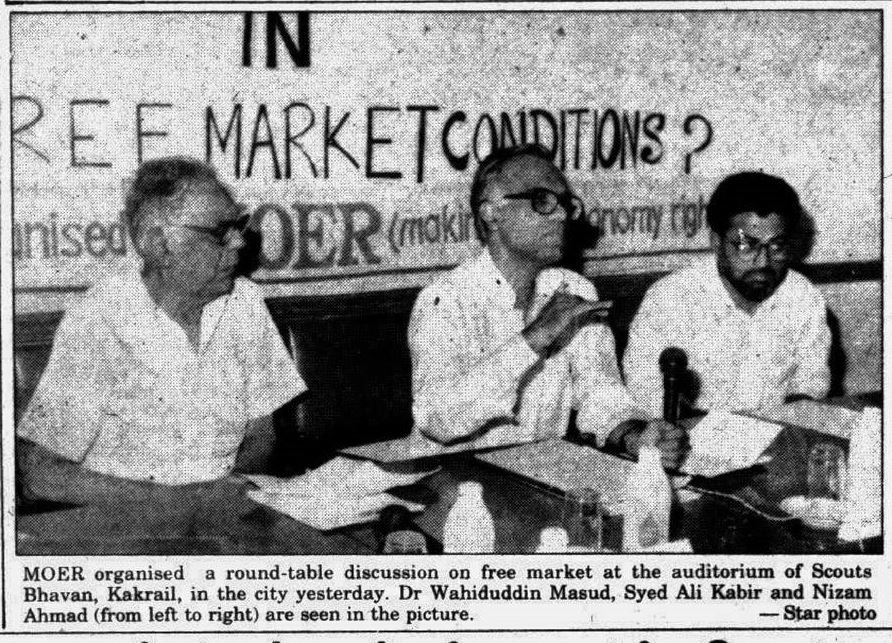 IN
REE MARKET CONDITIONS?
nised MOER (makin nomy righ
MOER organised a round-table discussion on free market at the auditorium of Scouts
Bhavan, Kakrail, in the city yesterday. Dr Wahiduddin Masud, Syed Ali Kabir and Nizam
Ahmad (from left to right) are seen in the picture. — Star photo